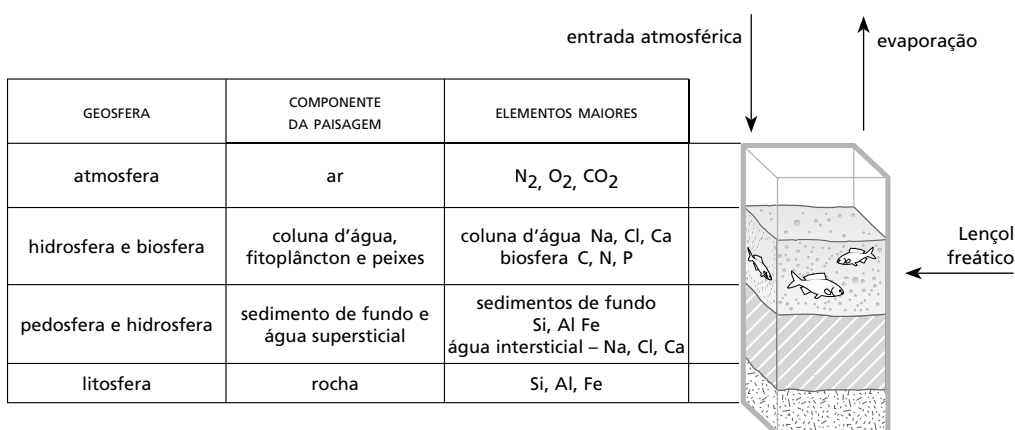 entrada atmosférica
evaporação
GEOSFERA
COMPONENTE
DA PAISAGEM
ELEMENTOS MAIORES
atmosfera
ar
N2, O2, CO2
hidrosfera e biosfera
coluna d’água,
fitoplâncton e peixes
coluna d’água Na, Cl, Ca
biosfera C, N, P
Lençol
freático
pedosfera e hidrosfera
sedimento de fundo e
água supersticial
sedimentos de fundo
Si, Al Fe
água intersticial – Na, Cl, Ca
litosfera
rocha
Si, Al, Fe